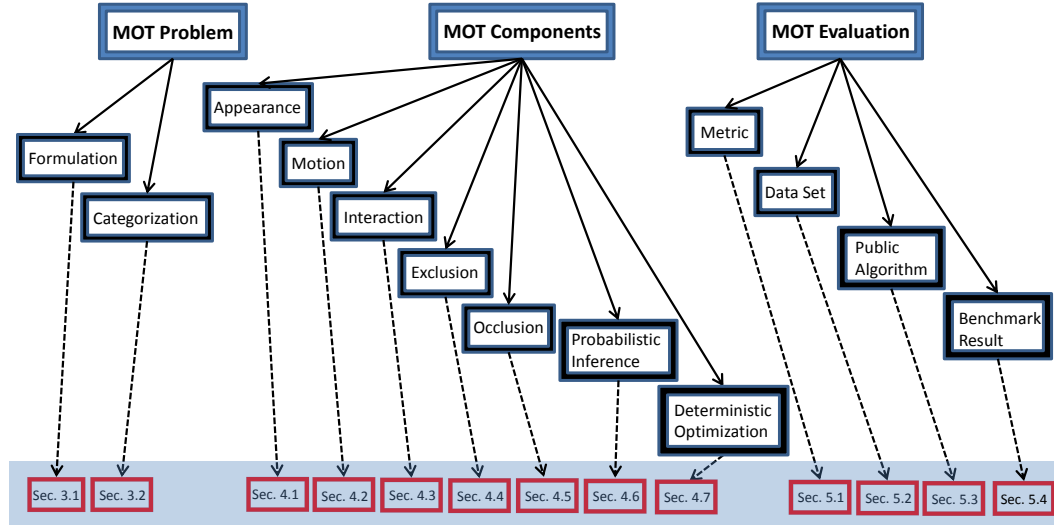 MOT Problem
MOT Components
MOT Evaluation
Appearance
Metric
Formulation
Motion
Data Set
Categorization
Interaction
Public
Algorithm
Exclusion
Occlusion
Probabilistic
Inference
Benchmark
Result
Deterministic
Optimization
Sec. 3.1
Sec. 3.2
Sec. 4.1
Sec. 4.2
Sec. 4.3
Sec. 4.4
Sec. 4.5
Sec. 4.6
Sec. 4.7
Sec. 5.1
Sec. 5.2
Sec. 5.3
Sec. 5.4